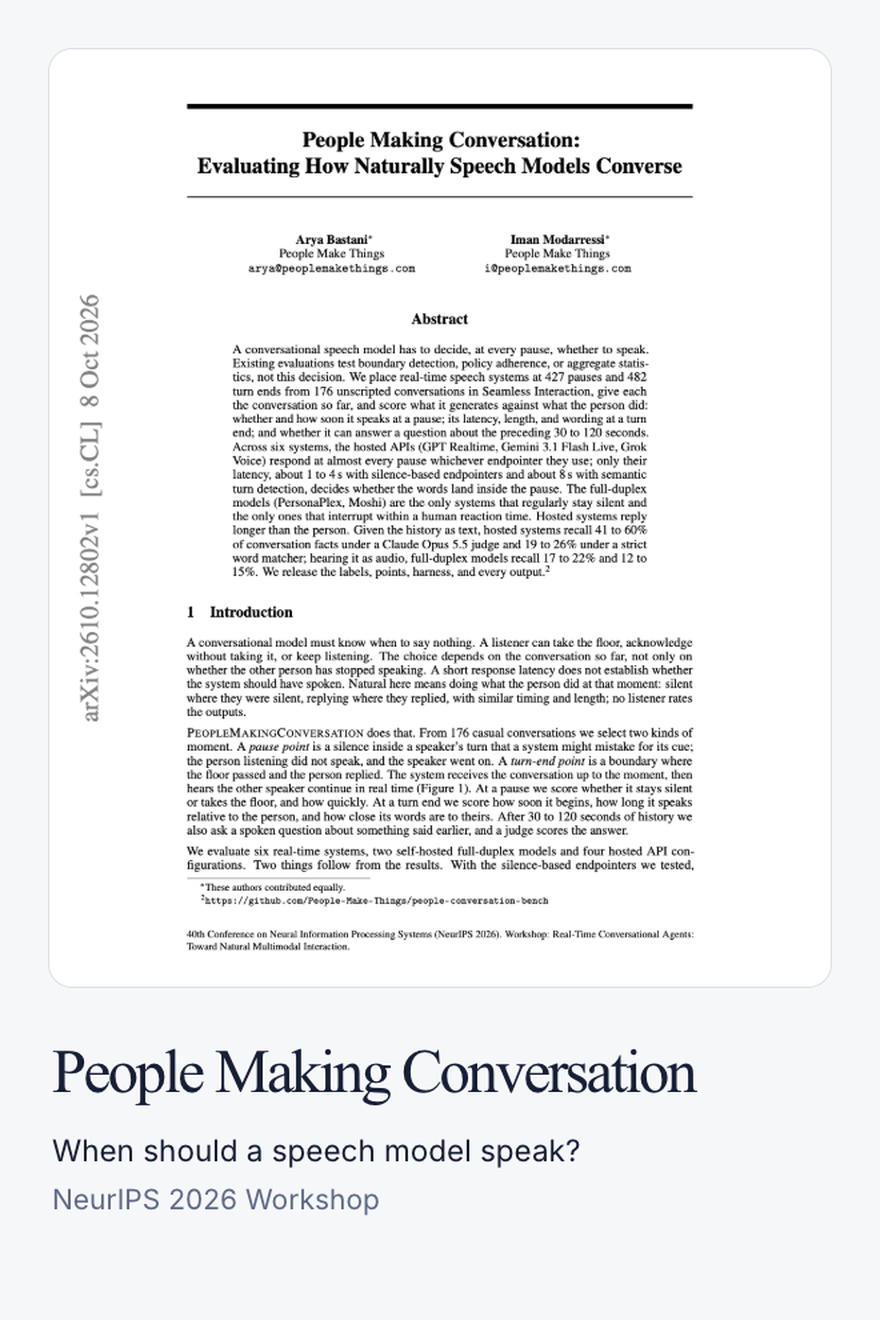 People Making Conversation:
Evaluating How Naturally Speech Models Converse
Arya Bastani*
People Make Things
arya@peoplemakethings.com
Iman Modarressi*
People Make Things
i@peoplemakethings.com
arXiv:2610.12802v1 [cs.CL] 8 Oct 2026
Abstract
A conversational speech model has to decide, at every pause, whether to speak.
Existing evaluations test boundary detection, policy adherence, or aggregate statis-
tics, not this decision. We place real-time speech systems at 427 pauses and 482
turn ends from 176 unscripted conversations in Seamless Interaction, give each
the conversation so far, and score what it generates against what the person did:
whether and how soon it speaks at a pause; its latency, length, and wording at a turn
end; and whether it can answer a question about the preceding 30 to 120 seconds.
Across six systems, the hosted APIs (GPT Realtime, Gemini 3.1 Flash Live, Grok
Voice) respond at almost every pause whichever endpointer they use; only their
latency, about 1 to 4 s with silence-based endpointers and about 8 s with semantic
turn detection, decides whether the words land inside the pause. The full-duplex
models (PersonaPlex, Moshi) are the only systems that regularly stay silent and
the only ones that interrupt within a human reaction time. Hosted systems reply
longer than the person. Given the history as text, hosted systems recall 41 to 60%
of conversation facts under a Claude Opus 5.5 judge and 19 to 26% under a strict
word matcher; hearing it as audio, full-duplex models recall 17 to 22% and 12 to
15%. We release the labels, points, harness, and every output.2
1 Introduction
A conversational model must know when to say nothing. A listener can take the floor, acknowledge
without taking it, or keep listening. The choice depends on the conversation so far, not only on
whether the other person has stopped speaking. A short response latency does not establish whether
the system should have spoken. Natural here means doing what the person did at that moment: silent
where they were silent, replying where they replied, with similar timing and length; no listener rates
the outputs.
PEOPLEMAKINGCONVERSATION does that. From 176 casual conversations we select two kinds of
moment. A pause point is a silence inside a speaker's turn that a system might mistake for its cue;
the person listening did not speak, and the speaker went on. A turn-end point is a boundary where
the floor passed and the person replied. The system receives the conversation up to the moment, then
hears the other speaker continue in real time (Figure 1). At a pause we score whether it stays silent
or takes the floor, and how quickly. At a turn end we score how soon it begins, how long it speaks
relative to the person, and how close its words are to theirs. After 30 to 120 seconds of history we
also ask a spoken question about something said earlier, and a judge scores the answer.
We evaluate six real-time systems, two self-hosted full-duplex models and four hosted API con-
figurations. Two things follow from the results. With the silence-based endpointers we tested,
*These authors contributed equally.
2https://github.com/People-Make-Things/people-conversation-bench
40th Conference on Neural Information Processing Systems (NeurIPS 2026). Workshop: Real-Time Conversational Agents:
Toward Natural Multimodal Interaction.
People Making Conversation
When should a speech model speak?
NeurIPS 2026 Workshop